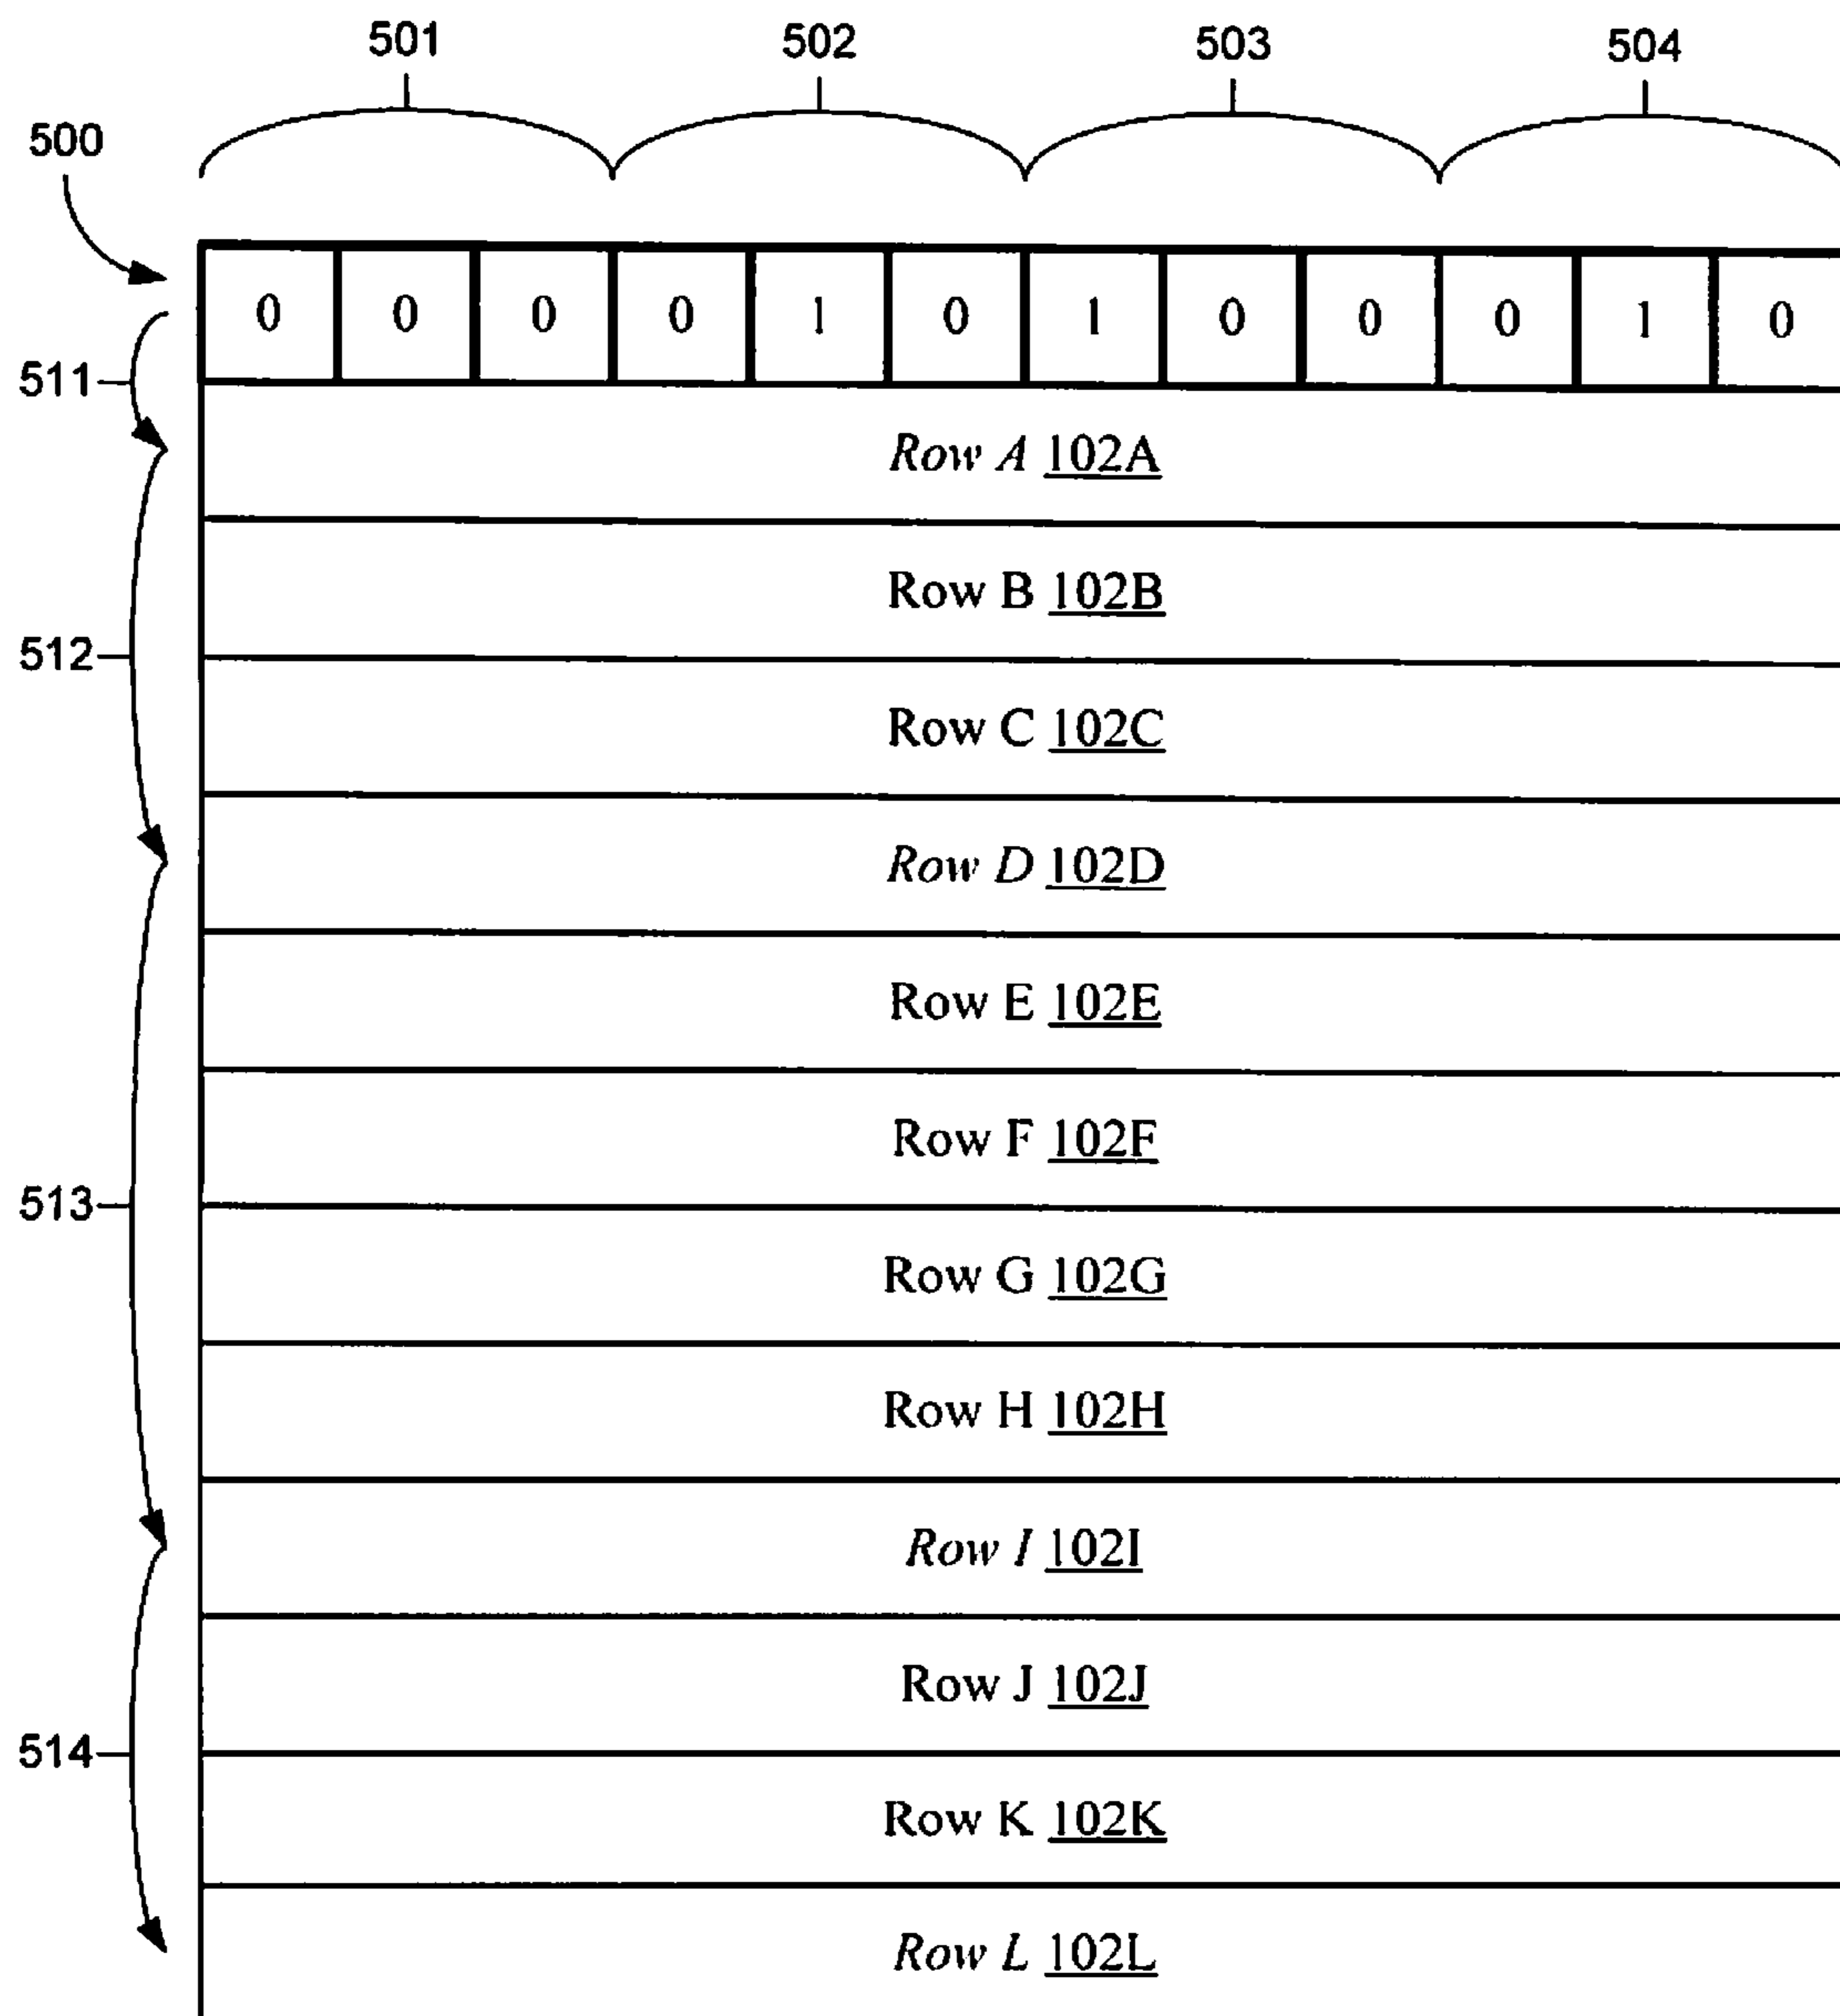 501 502 503 504
500
0 0 0 0 1 0 1 0 0 0 1 0
511
Row A 102A
Row B 102B
512
Row C 102C
Row D 102D
Row E 102E
Row F 102F
513
Row G 102G
Row H 102H
Row I 102I
Row J 102J
514
Row K 102K
Row L 102L